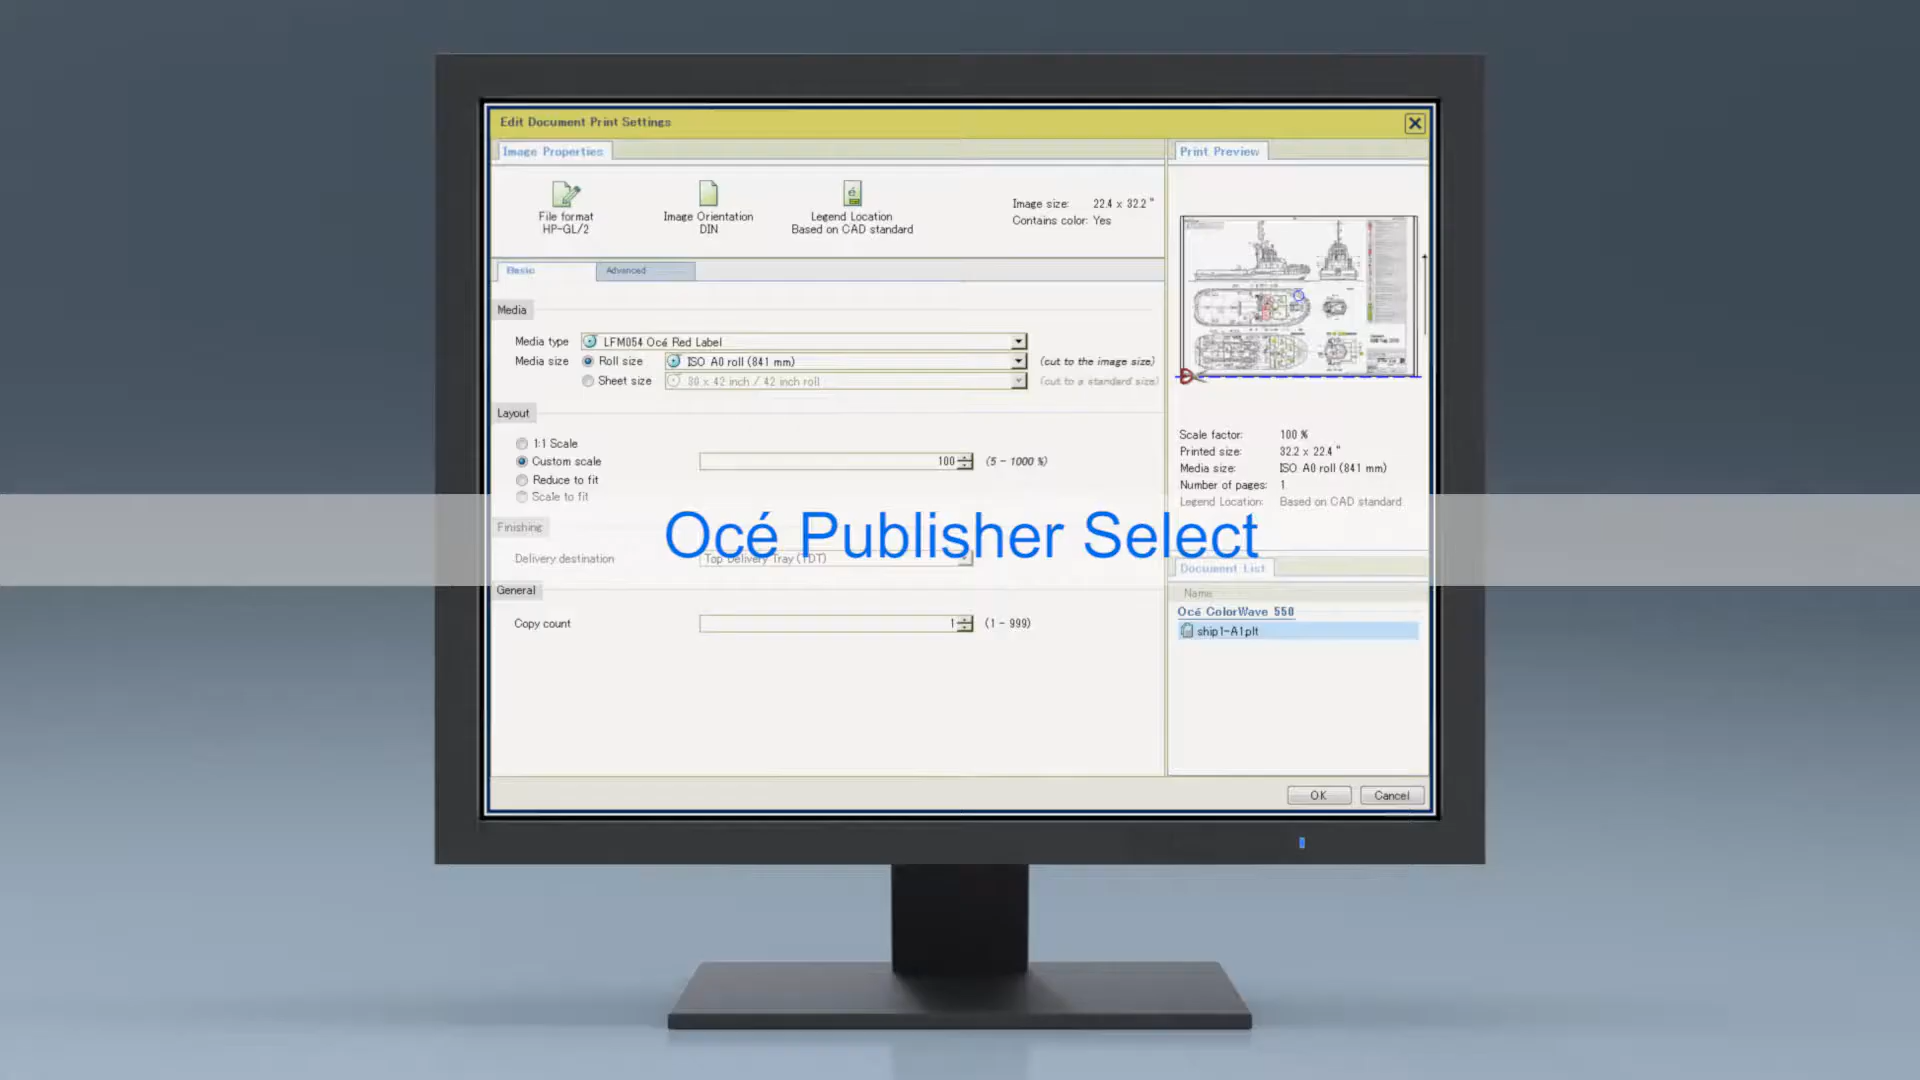 Edit Document Print Settings
Image Properties
File format
HP-GL/2
Image Orientation
DIN
Legend Location
Based on CAD standard
Image size: 22.4 x 32.2 "
Contains color: Yes
Basic
Advanced
Media
Media type LFM054 Océ Red Label
Media size Roll size ISO A0 roll (841 mm) (cut to the image size)
Sheet size 30 x 42 inch / 42 inch roll (cut to a standard size)
Layout
1:1 Scale
Custom scale 100 (5 - 1000 %)
Reduce to fit
Scale to fit
Finishing
Delivery destination Top Delivery Tray (TDT)
General
Copy count 1 (1 - 999)
Print Preview
Scale factor: 100 %
Printed size: 32.2 x 22.4 "
Media size: ISO A0 roll (841 mm)
Number of pages: 1
Legend Location: Based on CAD standard
Océ Publisher Select
Document List
Name
Océ ColorWave 550
ship1-A1.plt
OK
Cancel